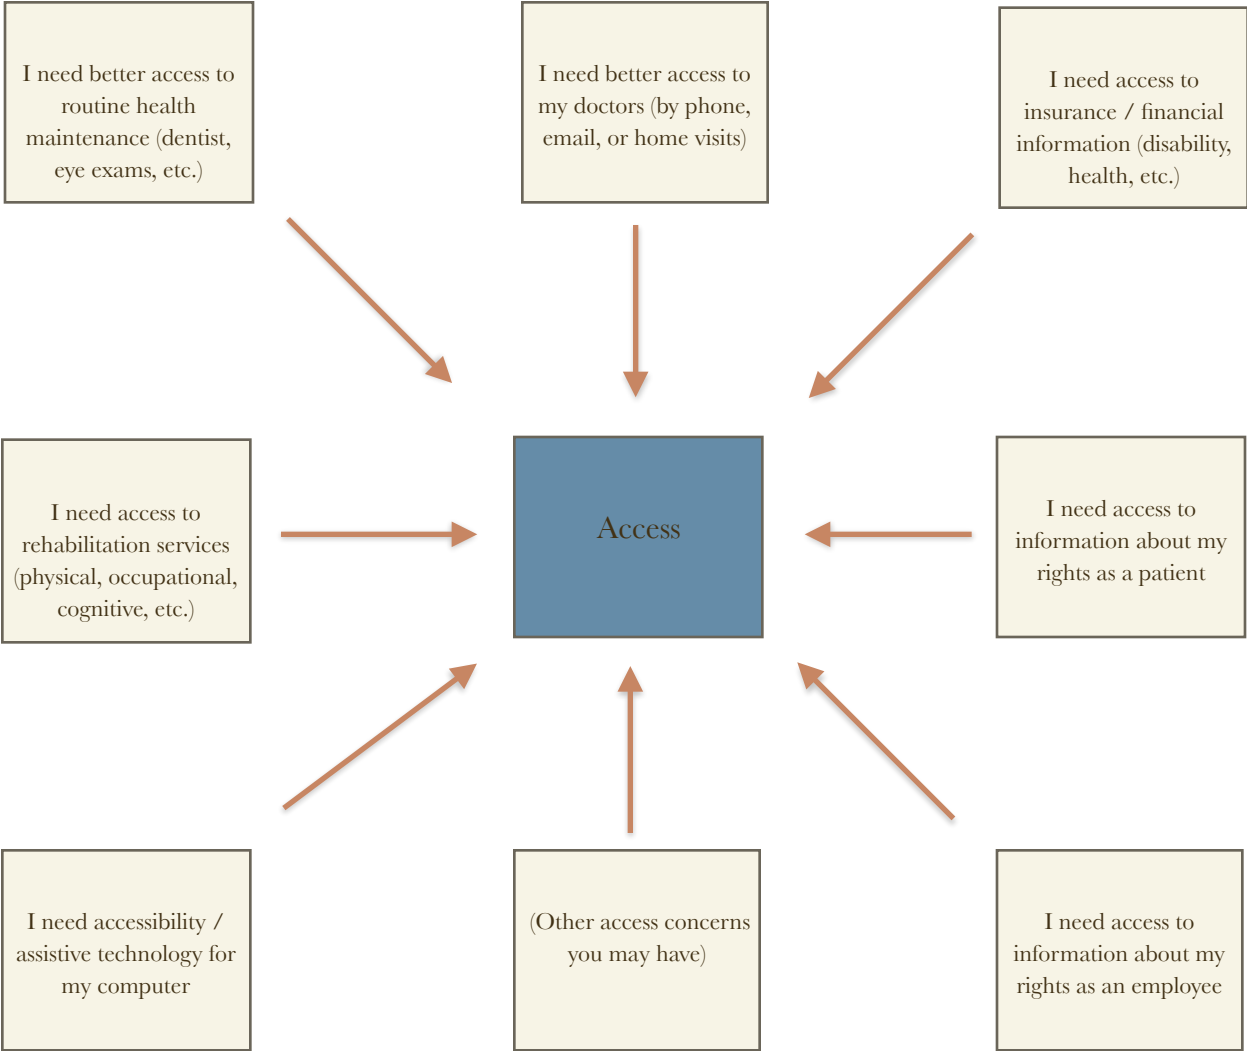 I need better access to
routine health
maintenance (dentist,
eye exams, etc.)
I need better access to
my doctors (by phone,
email, or home visits)
I need access to
insurance / financial
information (disability,
health, etc.)
I need access to
rehabilitation services
(physical, occupational,
cognitive, etc.)
Access
I need access to
information about my
rights as a patient
I need accessibility /
assistive technology for
my computer
(Other access concerns
you may have)
I need access to
information about my
rights as an employee